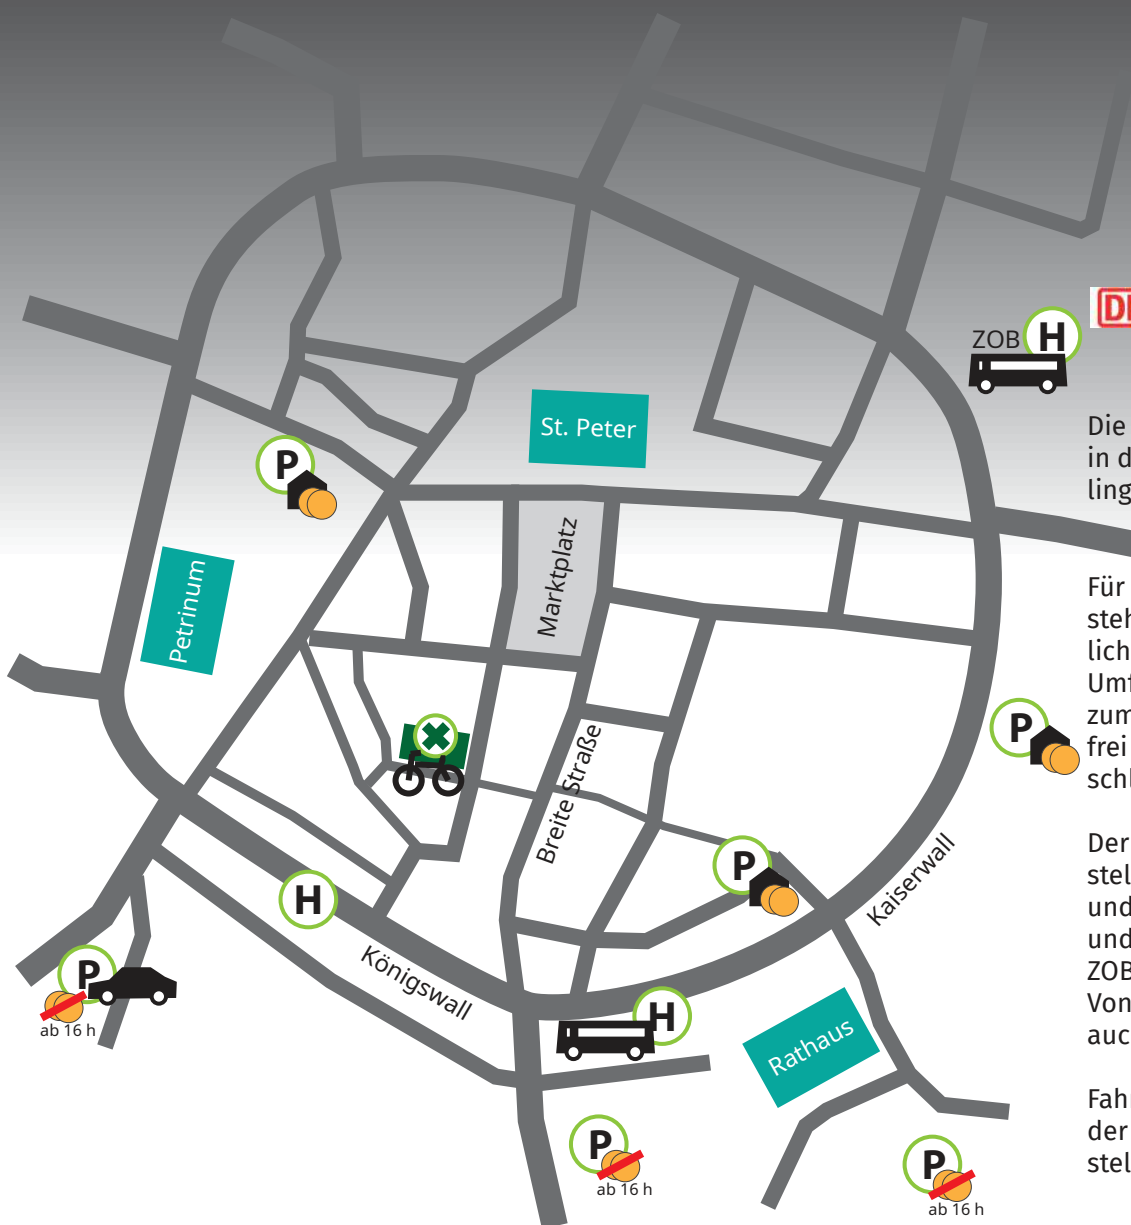 ZOB
H
St. Peter
P
Marktplatz
Petrinum
P
Breite Straße
P
Kaiserwall
H
Königswall
P
ab 16 h
H
Rathaus
P
ab 16 h
P
ab 16 h
Die
in d
ling
Für
steh
lich
Umf
zum
frei
schl
Der
stel
und
und
ZOB
Von
auc
Fah
der
stel